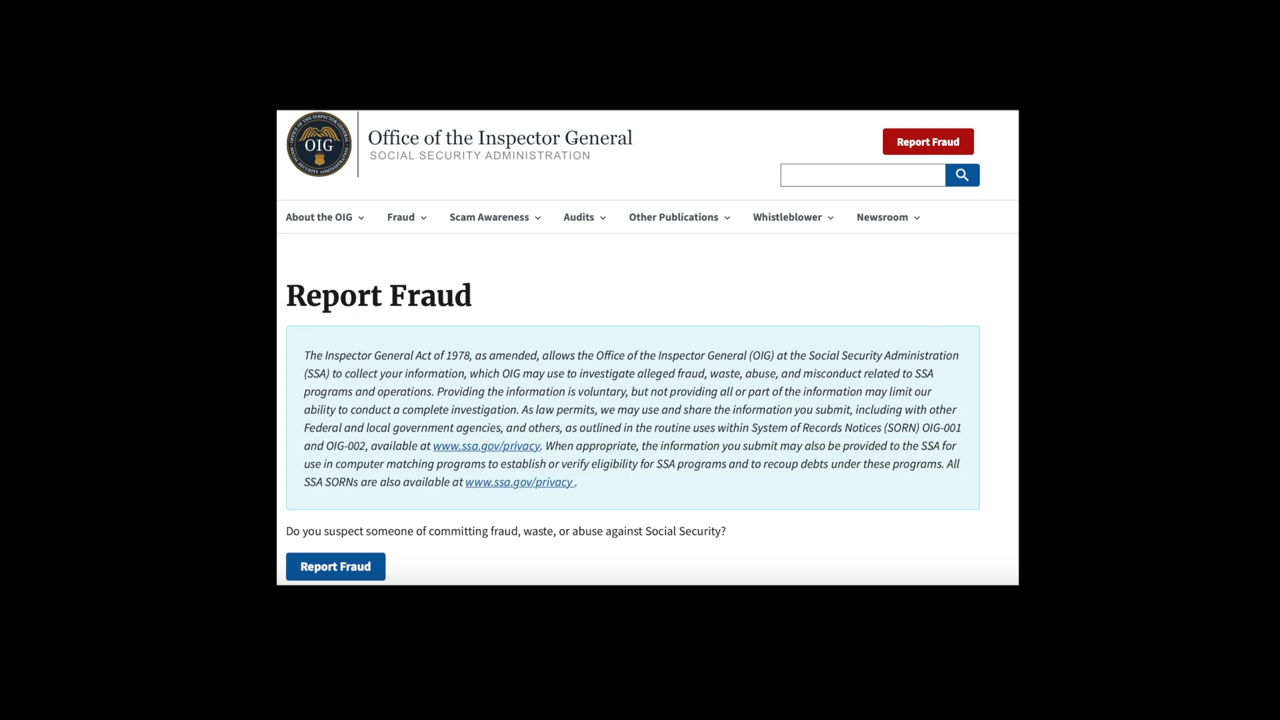 OIG
Office of the Inspector General
SOCIAL SECURITY ADMINISTRATION
Report Fraud
About the OIG
Fraud
Scam Awareness
Audits
Other Publications
Whistleblower
Newsroom
Report Fraud
The Inspector General Act of 1978, as amended, allows the Office of the Inspector General (OIG) at the Social Security Administration
(SSA) to collect your information, which OIG may use to investigate alleged fraud, waste, abuse, and misconduct related to SSA
programs and operations. Providing the information is voluntary, but not providing all or part of the information may limit our
ability to conduct a complete investigation. As law permits, we may use and share the information you submit, including with other
Federal and local government agencies, and others, as outlined in the routine uses within System of Records Notices (SORN) OIG-001
and OIG-002, available at www.ssa.gov/privacy. When appropriate, the information you submit may also be provided to the SSA for
use in computer matching programs to establish or verify eligibility for SSA programs and to recoup debts under these programs. All
SSA SORNs are also available at www.ssa.gov/privacy .
Do you suspect someone of committing fraud, waste, or abuse against Social Security?
Report Fraud